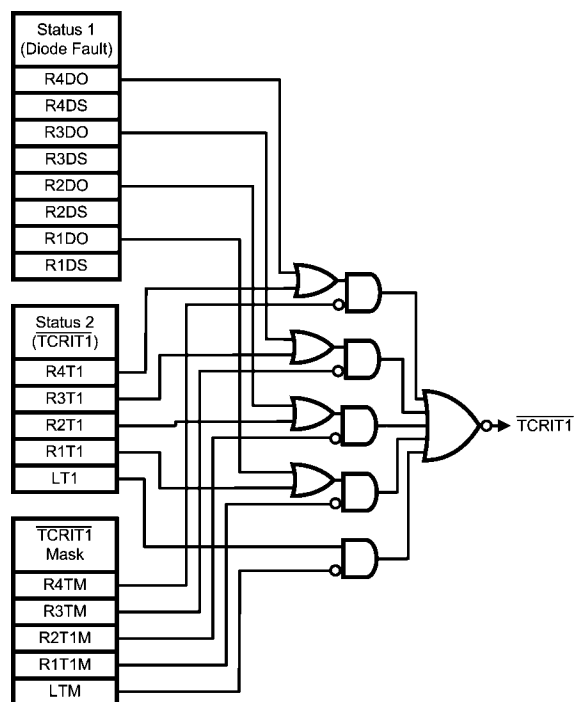 Status 1
(Diode Fault)
R4DO
R4DS
R3DO
R3DS
R2DO
R2DS
R1DO
R1DS
Status 2
(TCRIT1)
R4T1
R3T1
R2T1
R1T1
LT1
TCRIT1
Mask
R4TM
R3TM
R2T1M
R1T1M
LTM
TCRIT1